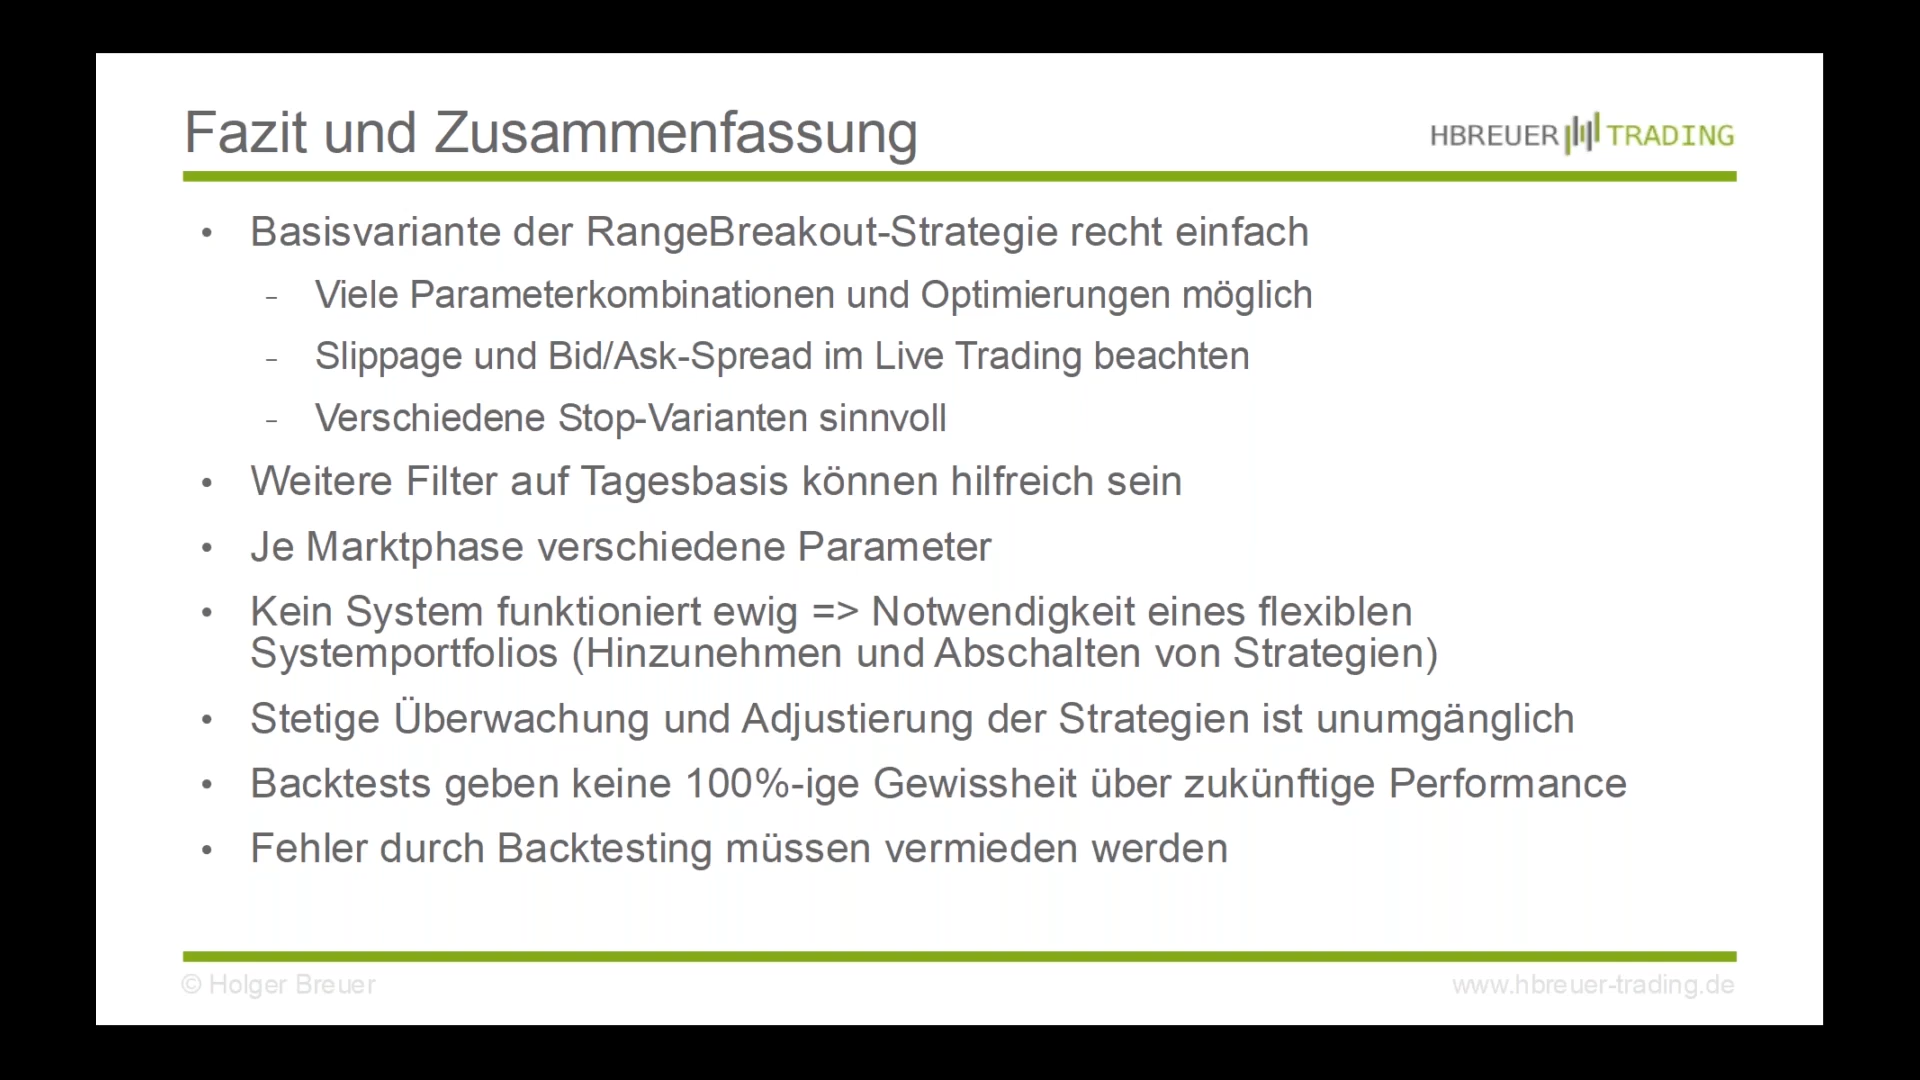 Fazit und Zusammenfassung
HBREUER TRADING
• Basisvariante der RangeBreakout-Strategie recht einfach
- Viele Parameterkombinationen und Optimierungen möglich
- Slippage und Bid/Ask-Spread im Live Trading beachten
- Verschiedene Stop-Varianten sinnvoll
• Weitere Filter auf Tagesbasis können hilfreich sein
• Je Marktphase verschiedene Parameter
• Kein System funktioniert ewig => Notwendigkeit eines flexiblen
Systemportfolios (Hinzunehmen und Abschalten von Strategien)
• Stetige Überwachung und Adjustierung der Strategien ist unumgänglich
• Backtests geben keine 100%-ige Gewissheit über zukünftige Performance
• Fehler durch Backtesting müssen vermieden werden
© Holger Breuer
www.hbreuer-trading.de